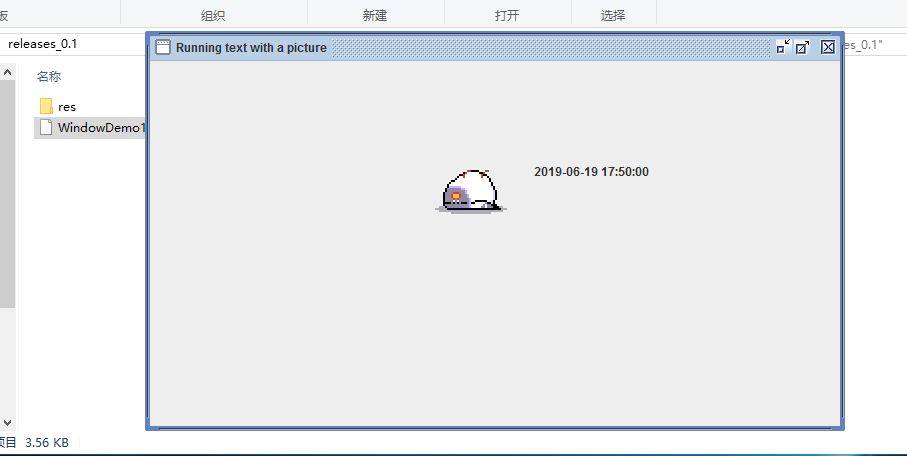 板 组织 新建 打开 选择
releases_0.1
Running text with a picture
es_0.1"
名称
res
WindowDemo1
2019-06-19 17:50:00
项目 3.56 KB